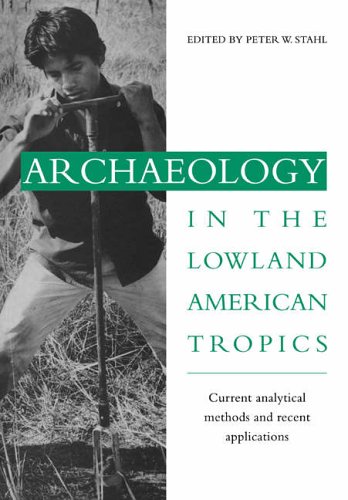 EDITED BY PETER W. STAHL
ARCHAEOLOGY
IN THE
LOWLAND
AMERICAN
TROPICS
Current analytical
methods and recent
applications